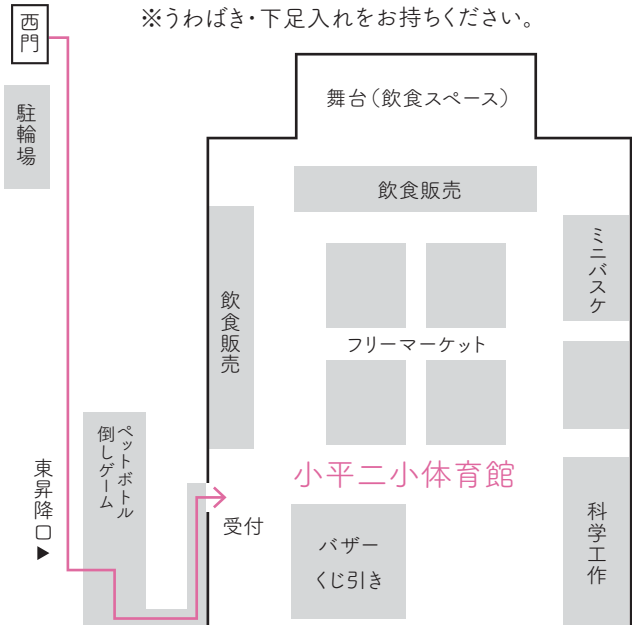 ※うわばき・下足入れをお持ちください。
西門
駐輪場
舞台（飲食スペース）
飲食販売
ミニバスケ
飲食販売
フリーマーケット
ペットボトル
倒しゲーム
小平二小体育館
東昇降口▼
受付
バザー
くじ引き
科学工作